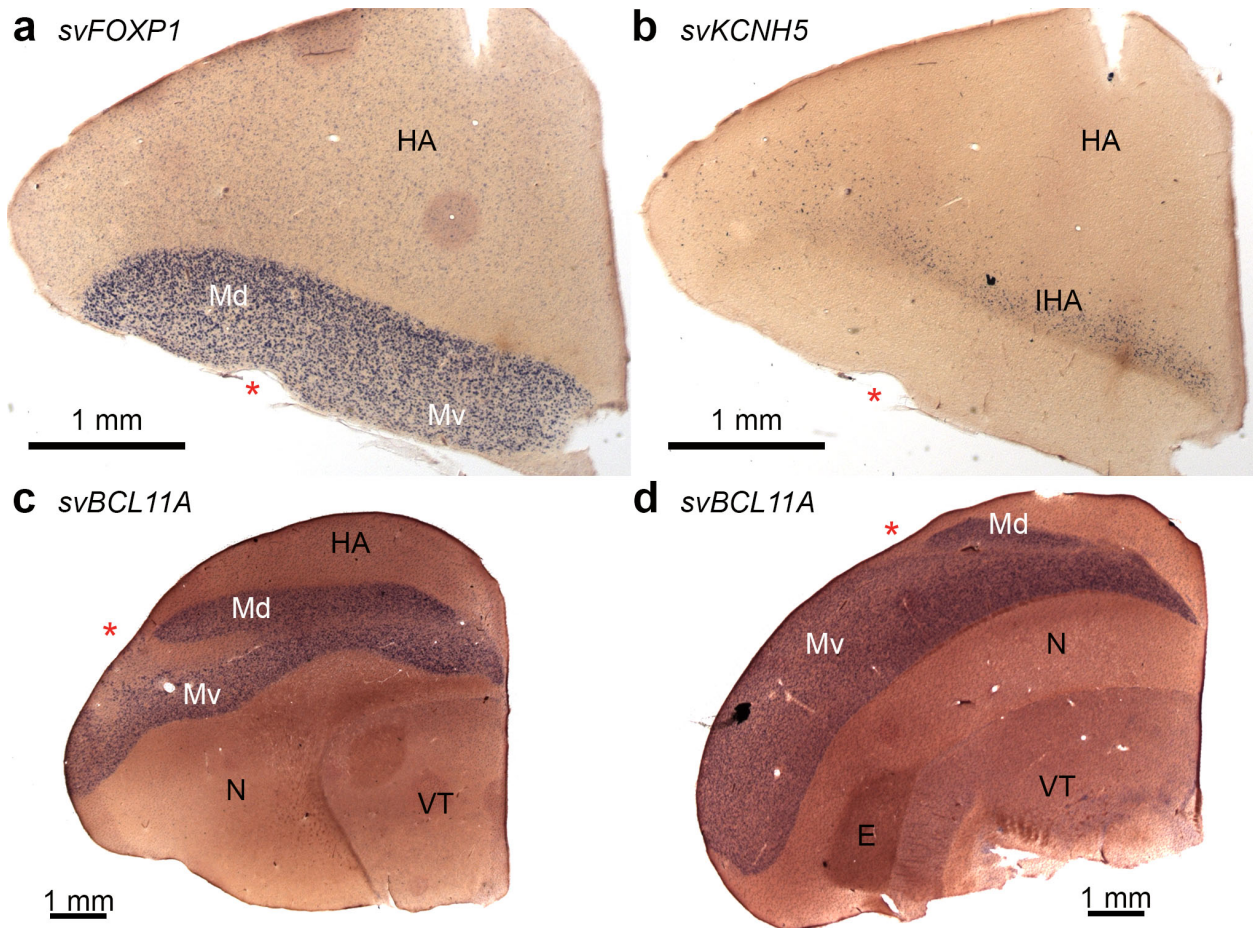 a svFOXP1
HA
Md
Mv
*
1 mm
b svKCNH5
HA
IHA
*
1 mm
c svBCL11A
HA
Md
*
Mv
N
VT
1 mm
d svBCL11A
*
Md
Mv
N
VT
E
1 mm